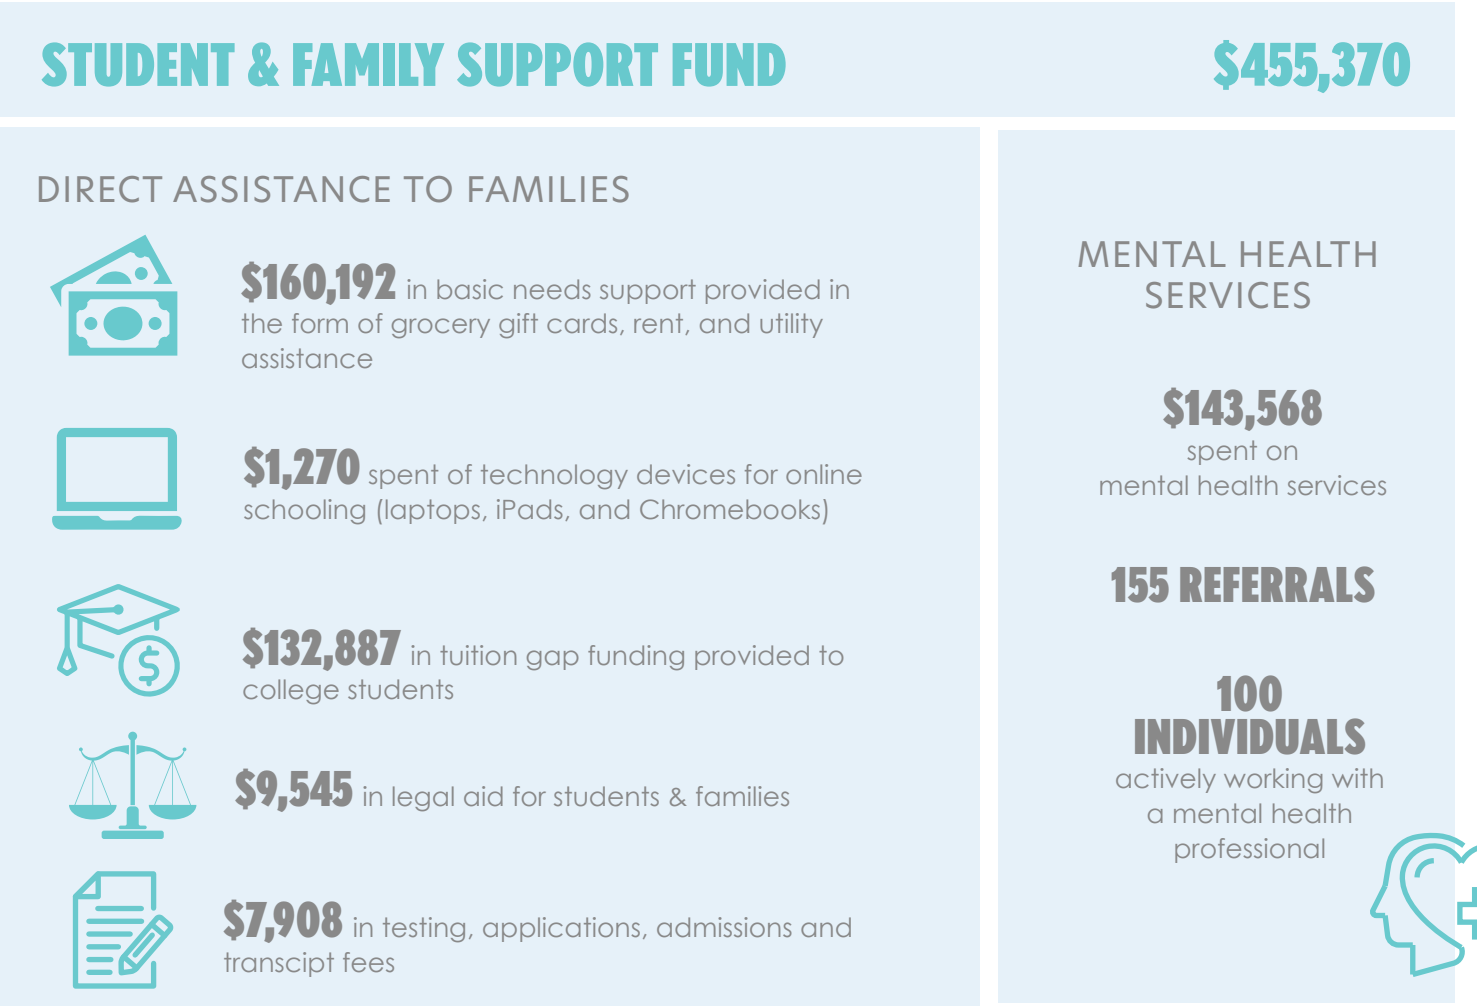 STUDENT & FAMILY SUPPORT FUND
$455,370
DIRECT ASSISTANCE TO FAMILIES
$160,192 in basic needs support provided in
the form of grocery gift cards, rent, and utility
assistance
$1,270 spent of technology devices for online
schooling (laptops, iPads, and Chromebooks)
$132,887 in tuition gap funding provided to
college students
$9,545 in legal aid for students & families
$7,908 in testing, applications, admissions and
transcipt fees
MENTAL HEALTH
SERVICES
$143,568
spent on
mental health services
155 REFERRALS
100
INDIVIDUALS
actively working with
a mental health
professional